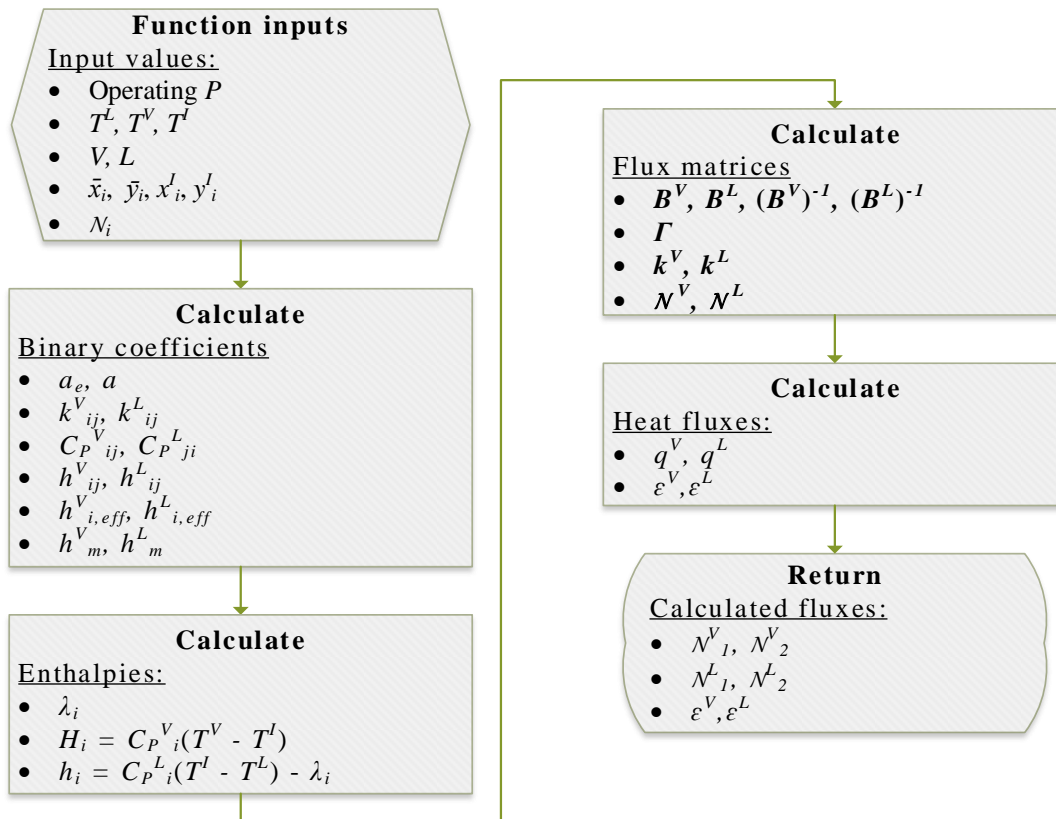 Function inputs
Input values:
• Operating P
• T^L, T^V, T^I
• V, L
• x̄_i, ȳ_i, x^I_i, y^I_i
• N_i
Calculate
Binary coefficients
• a_e, a
• k^V_ij, k^L_ij
• C_P^V_ij, C_P^L_ji
• h^V_ij, h^L_ij
• h^V_i,eff, h^L_i,eff
• h^V_m, h^L_m
Calculate
Enthalpies:
• λ_i
• H_i = C_P^V_i(T^V - T^I)
• h_i = C_P^L_i(T^I - T^L) - λ_i
Calculate
Flux matrices
• B^V, B^L, (B^V)^-1, (B^L)^-1
• Γ
• k^V, k^L
• N^V, N^L
Calculate
Heat fluxes:
• q^V, q^L
• ε^V,ε^L
Return
Calculated fluxes:
• N^V_1, N^V_2
• N^L_1, N^L_2
• ε^V,ε^L